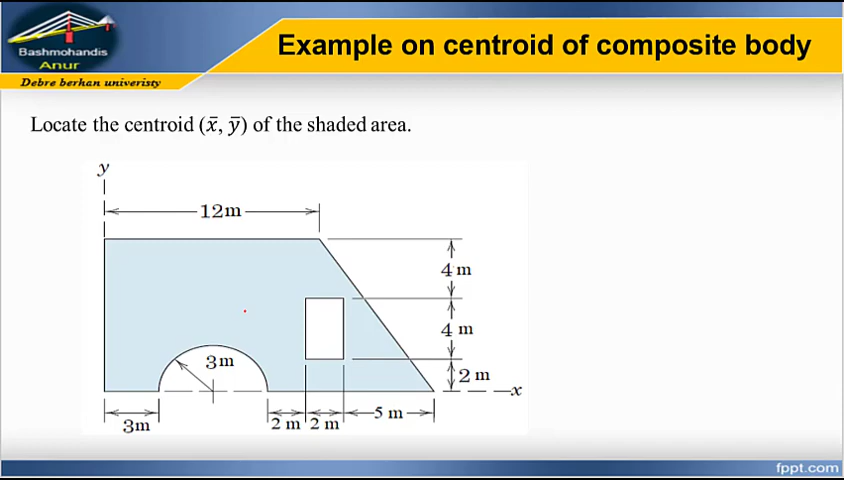 Bashmohandis
Anur
Debre berhan univeristy
Example on centroid of composite body
Locate the centroid (x̄, ȳ) of the shaded area.
y
12m
4 m
4 m
3m
2 m
x
3m
2 m
2 m
5 m
fppt.com